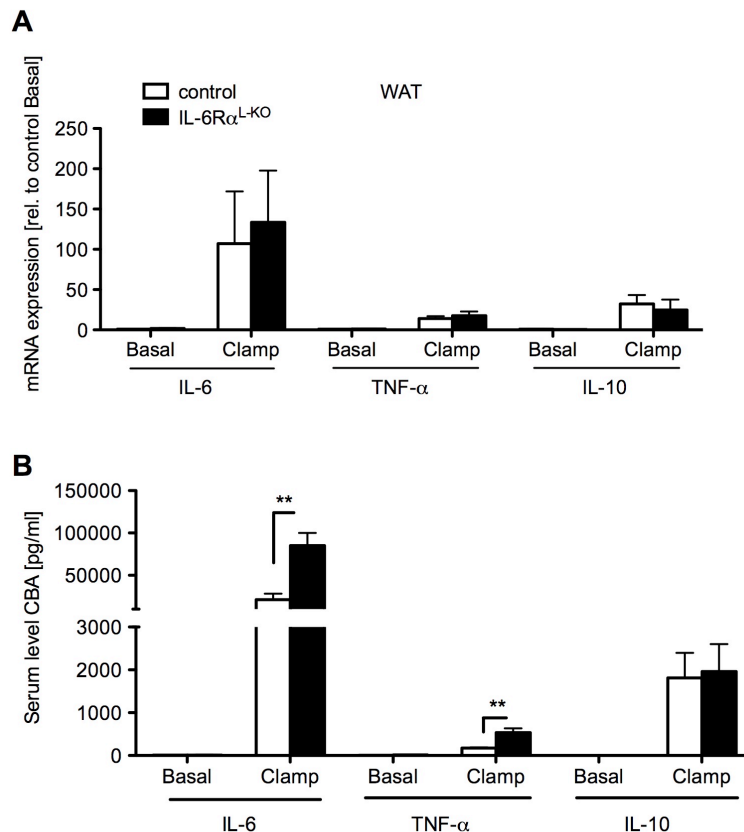 A
control
IL-6Rα^L-KO
WAT
mRNA expression [rel. to control Basal]
250
200
150
100
50
0
Basal Clamp Basal Clamp Basal Clamp
IL-6 TNF-α IL-10
B
Serum level CBA [pg/ml]
150000
100000
50000
3000
2000
1000
0
**
**
Basal Clamp Basal Clamp Basal Clamp
IL-6 TNF-α IL-10